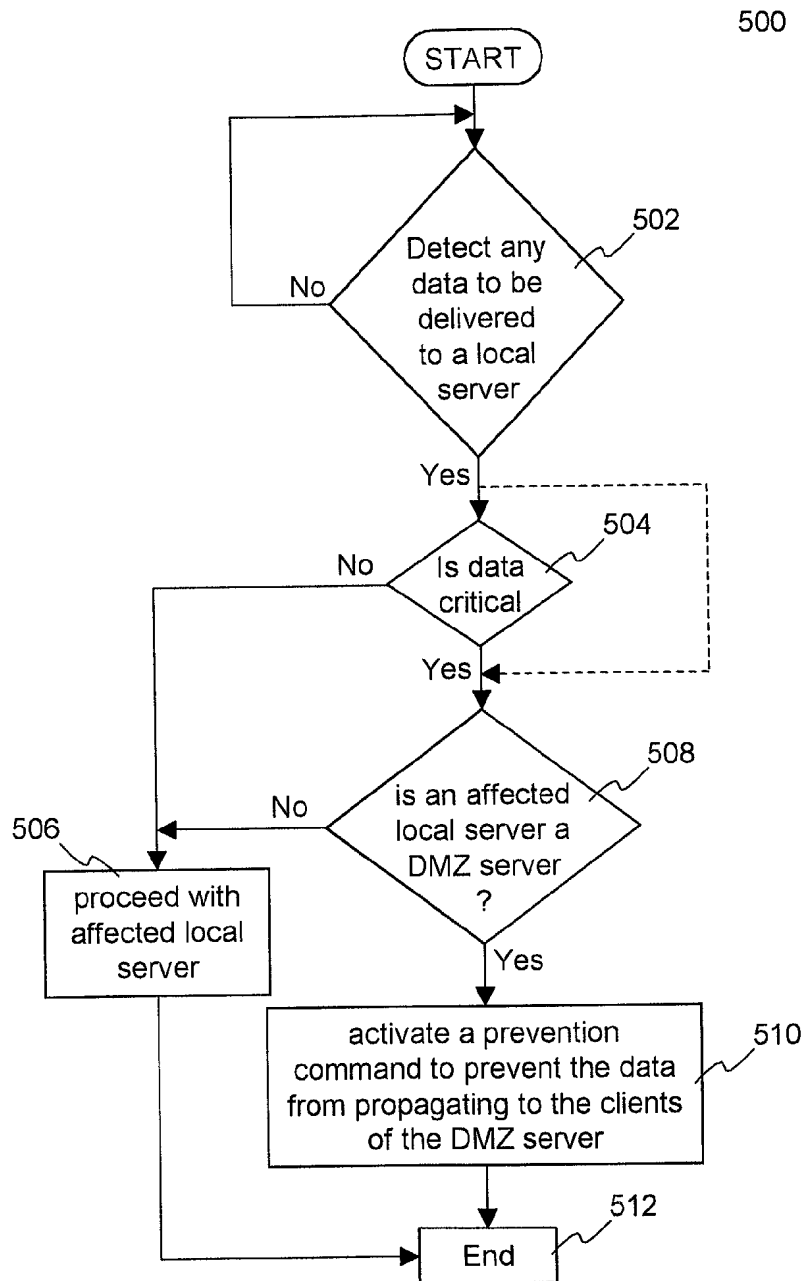 500
START
502
Detect any
data to be
delivered
to a local
server
No
Yes
504
No
Is data
critical
Yes
508
is an affected
local server a
DMZ server
?
No
506
proceed with
affected local
server
Yes
510
activate a prevention
command to prevent the data
from propagating to the clients
of the DMZ server
512
End